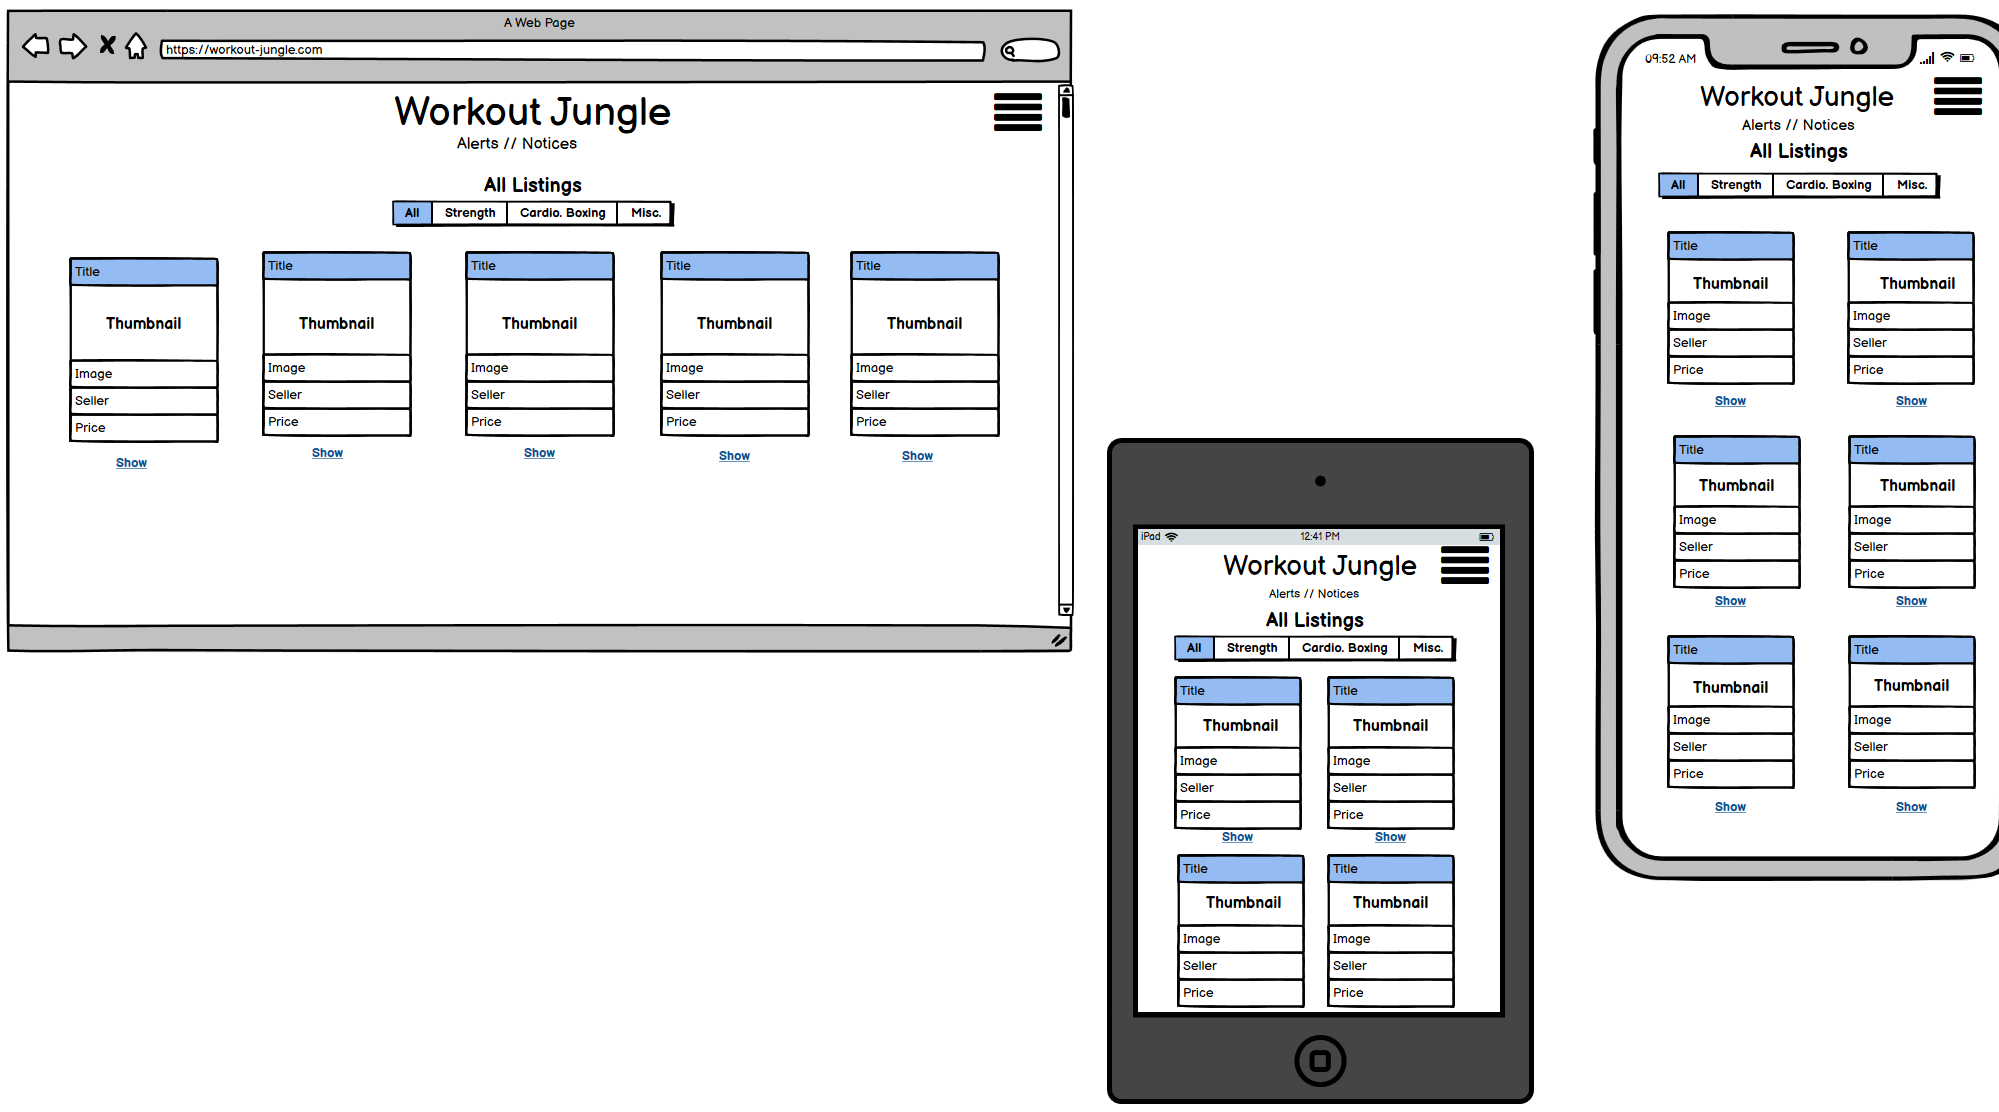 A Web Page
https://workout-jungle.com
Workout Jungle
Alerts // Notices
All Listings
All Strength Cardio. Boxing Misc.
Title Title Title Title Title
Thumbnail Thumbnail Thumbnail Thumbnail Thumbnail
Image Image Image Image Image
Seller Seller Seller Seller Seller
Price Price Price Price Price
Show Show Show Show Show
iPad 12:41 PM
Workout Jungle
Alerts // Notices
All Listings
All Strength Cardio. Boxing Misc.
Title Title
Thumbnail Thumbnail
Image Image
Seller Seller
Price Price
Show Show
Title Title
Thumbnail Thumbnail
Image Image
Seller Seller
Price Price
09:52 AM
Workout Jungle
Alerts // Notices
All Listings
All Strength Cardio. Boxing Misc.
Title Title
Thumbnail Thumbnail
Image Image
Seller Seller
Price Price
Show Show
Title Title
Thumbnail Thumbnail
Image Image
Seller Seller
Price Price
Show Show
Title Title
Thumbnail Thumbnail
Image Image
Seller Seller
Price Price
Show Show